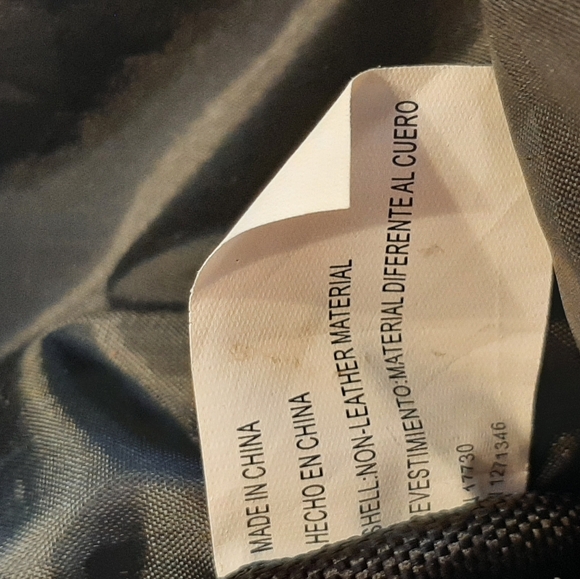 MADE IN CHINA
HECHO EN CHINA
SHELL:NON-LEATHER MATERIAL
EVESTIMIENTO:MATERIAL DIFERENTE AL CUERO
17730
1271346